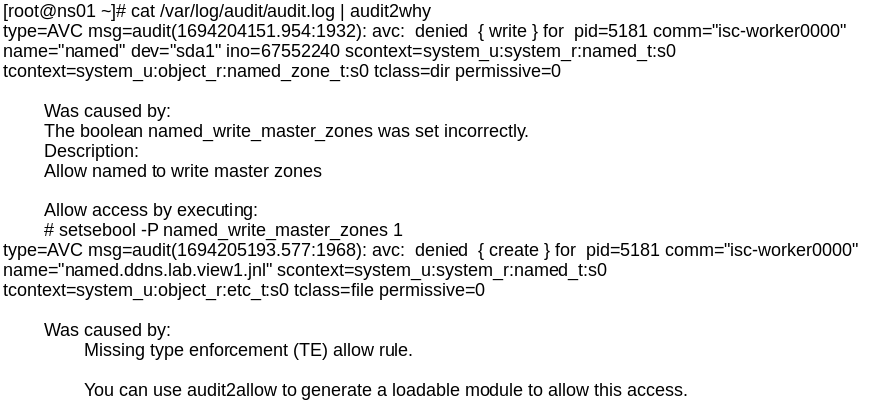 [root@ns01 ~]# cat /var/log/audit/audit.log | audit2why
type=AVC msg=audit(1694204151.954:1932): avc:  denied  { write } for  pid=5181 comm="isc-worker0000"
name="named" dev="sda1" ino=67552240 scontext=system_u:system_r:named_t:s0
tcontext=system_u:object_r:named_zone_t:s0 tclass=dir permissive=0
Was caused by:
The boolean named_write_master_zones was set incorrectly.
Description:
Allow named to write master zones
Allow access by executing:
# setsebool -P named_write_master_zones 1
type=AVC msg=audit(1694205193.577:1968): avc:  denied  { create } for  pid=5181 comm="isc-worker0000"
name="named.ddns.lab.view1.jnl" scontext=system_u:system_r:named_t:s0
tcontext=system_u:object_r:etc_t:s0 tclass=file permissive=0
Was caused by:
Missing type enforcement (TE) allow rule.
You can use audit2allow to generate a loadable module to allow this access.